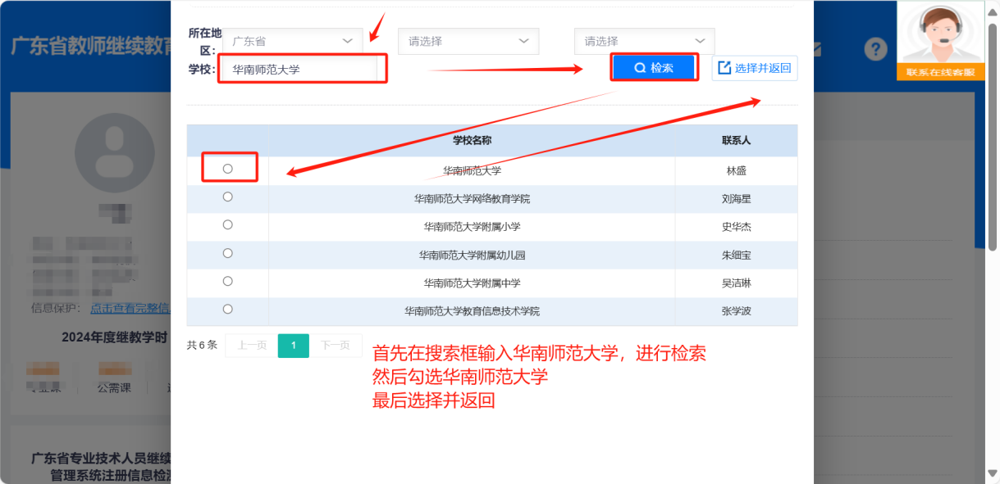 广东省教师继续教育
所在地区：
广东省
请选择
请选择
学校：
华南师范大学
检索
选择并返回
?
联系在线客服
学校名称 联系人
华南师范大学 林盛
华南师范大学网络教育学院 刘海星
华南师范大学附属小学 史华杰
华南师范大学附属幼儿园 朱细宝
华南师范大学附属中学 吴洁琳
华南师范大学教育信息技术学院 张学波
共 6 条 上一页 1 下一页
首先在搜索框输入华南师范大学，进行检索
然后勾选华南师范大学
最后选择并返回
信息保护： 点击查看完整信
2024年度继教学时
专业课 公需课
广东省专业技术人员继续
管理系统注册信息检